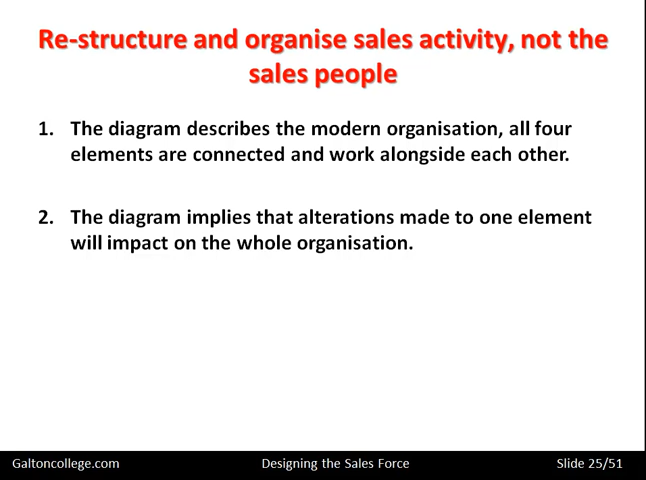 Re-structure and organise sales activity, not the
sales people
1. The diagram describes the modern organisation, all four
elements are connected and work alongside each other.
2. The diagram implies that alterations made to one element
will impact on the whole organisation.
Galtoncollege.com Designing the Sales Force Slide 25/51